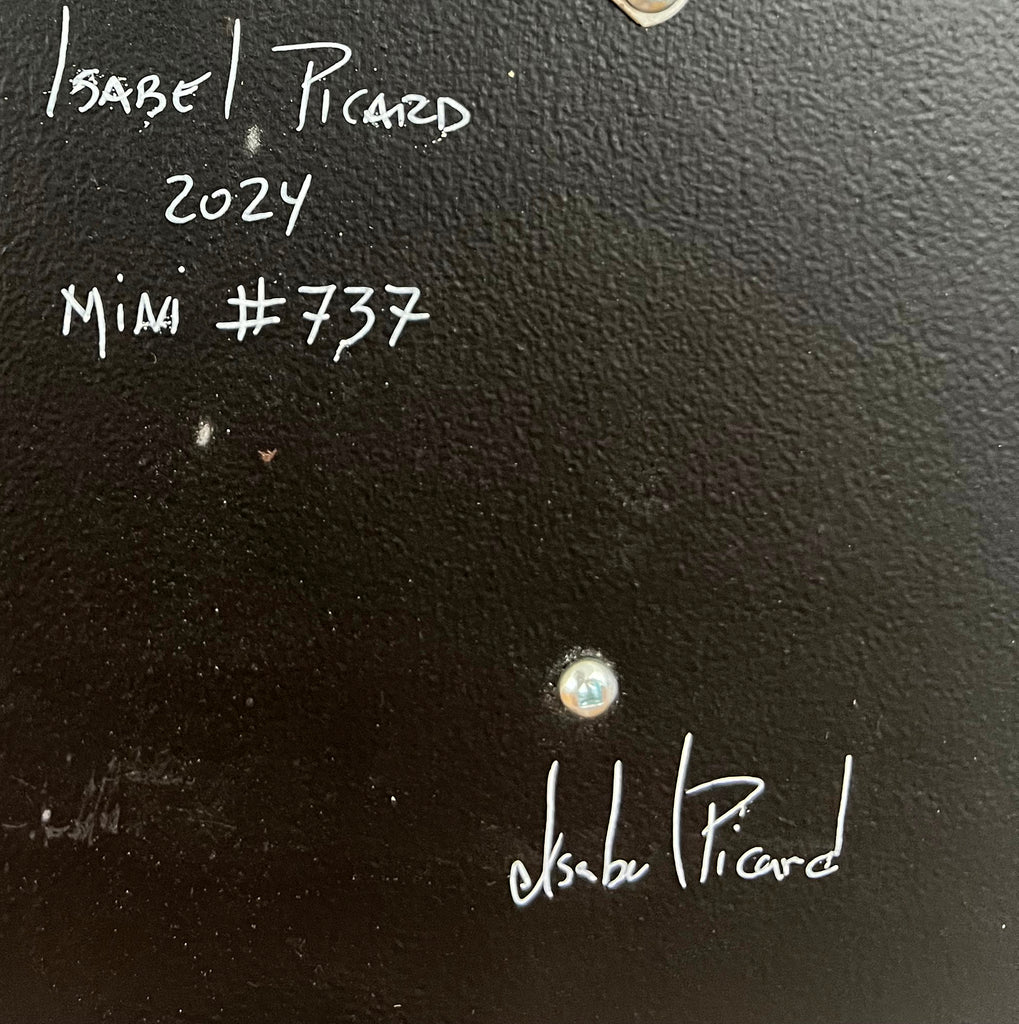 ISABEL PICARD
2024
MiNi #737
Isabel Picard